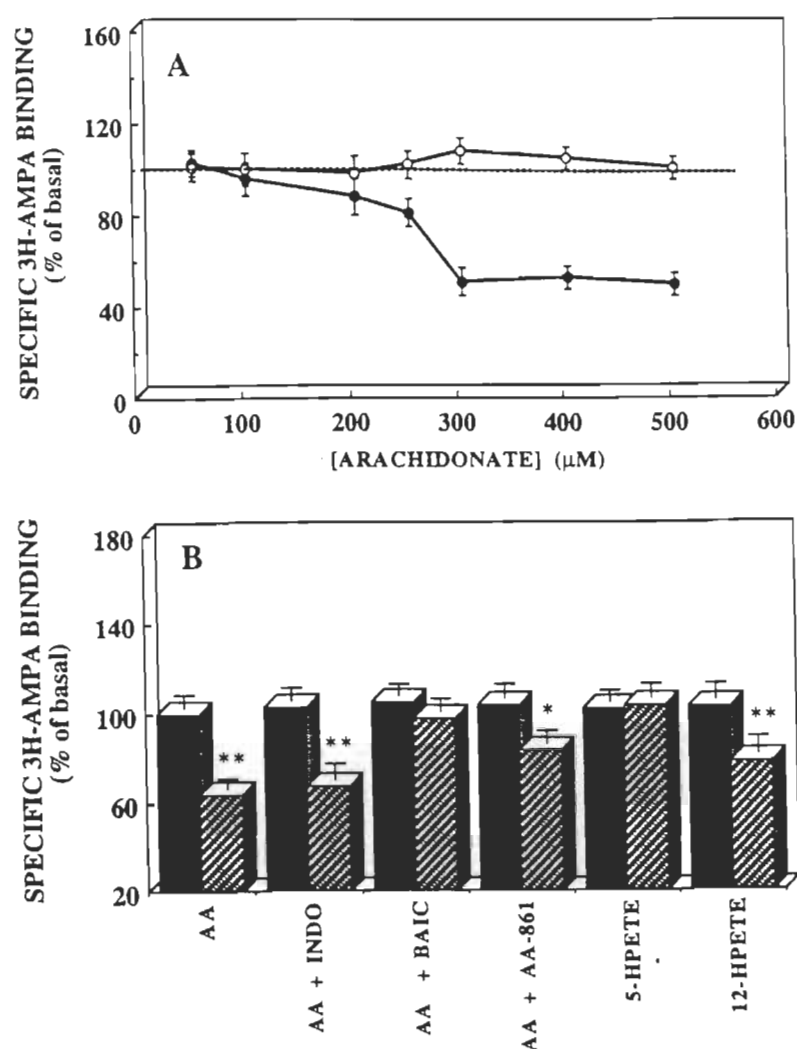 A
SPECIFIC 3H-AMPA BINDING
(% of basal)
160
120
80
40
0
0 100 200 300 400 500 600
[ARACHIDONATE] (μM)
B
SPECIFIC 3H-AMPA BINDING
(% of basal)
180
140
100
60
20
** ** * **
AA
AA + INDO
AA + BAIC
AA + AA-861
5-HPETE
12-HPETE